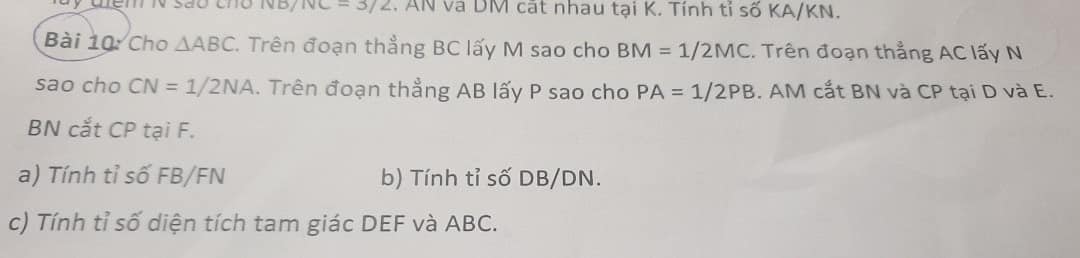 N sao cho NB/NC = 3/2. AN và DM cắt nhau tại K. Tính tỉ số KA/KN.
Bài 10: Cho ΔABC. Trên đoạn thẳng BC lấy M sao cho BM = 1/2MC. Trên đoạn thẳng AC lấy N
sao cho CN = 1/2NA. Trên đoạn thẳng AB lấy P sao cho PA = 1/2PB. AM cắt BN và CP tại D và E.
BN cắt CP tại F.
a) Tính tỉ số FB/FN b) Tính tỉ số DB/DN.
c) Tính tỉ số diện tích tam giác DEF và ABC.